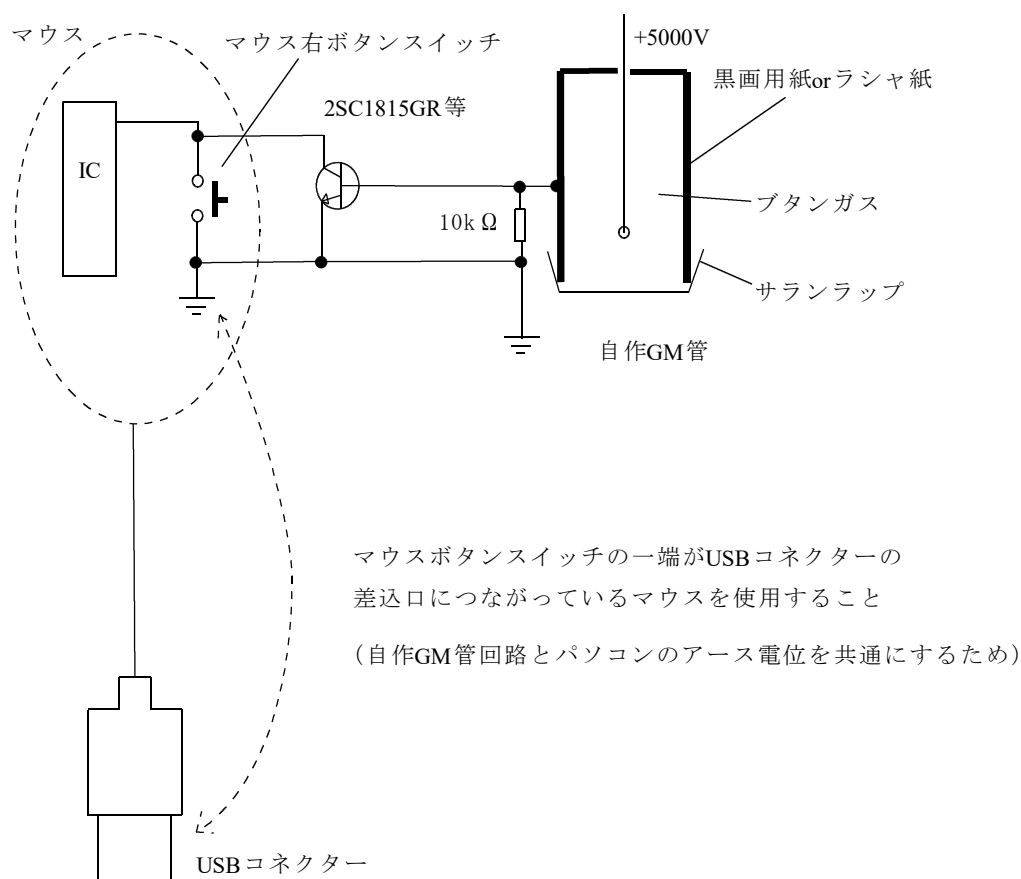 マウス
マウス右ボタンスイッチ
+5000V
黒画用紙orラシャ紙
2SC1815GR等
IC
ブタンガス
10kΩ
サランラップ
自作GM管
マウスボタンスイッチの一端がUSBコネクターの
差込口につながっているマウスを使用すること
（自作GM管回路とパソコンのアース電位を共通にするため）
USBコネクター